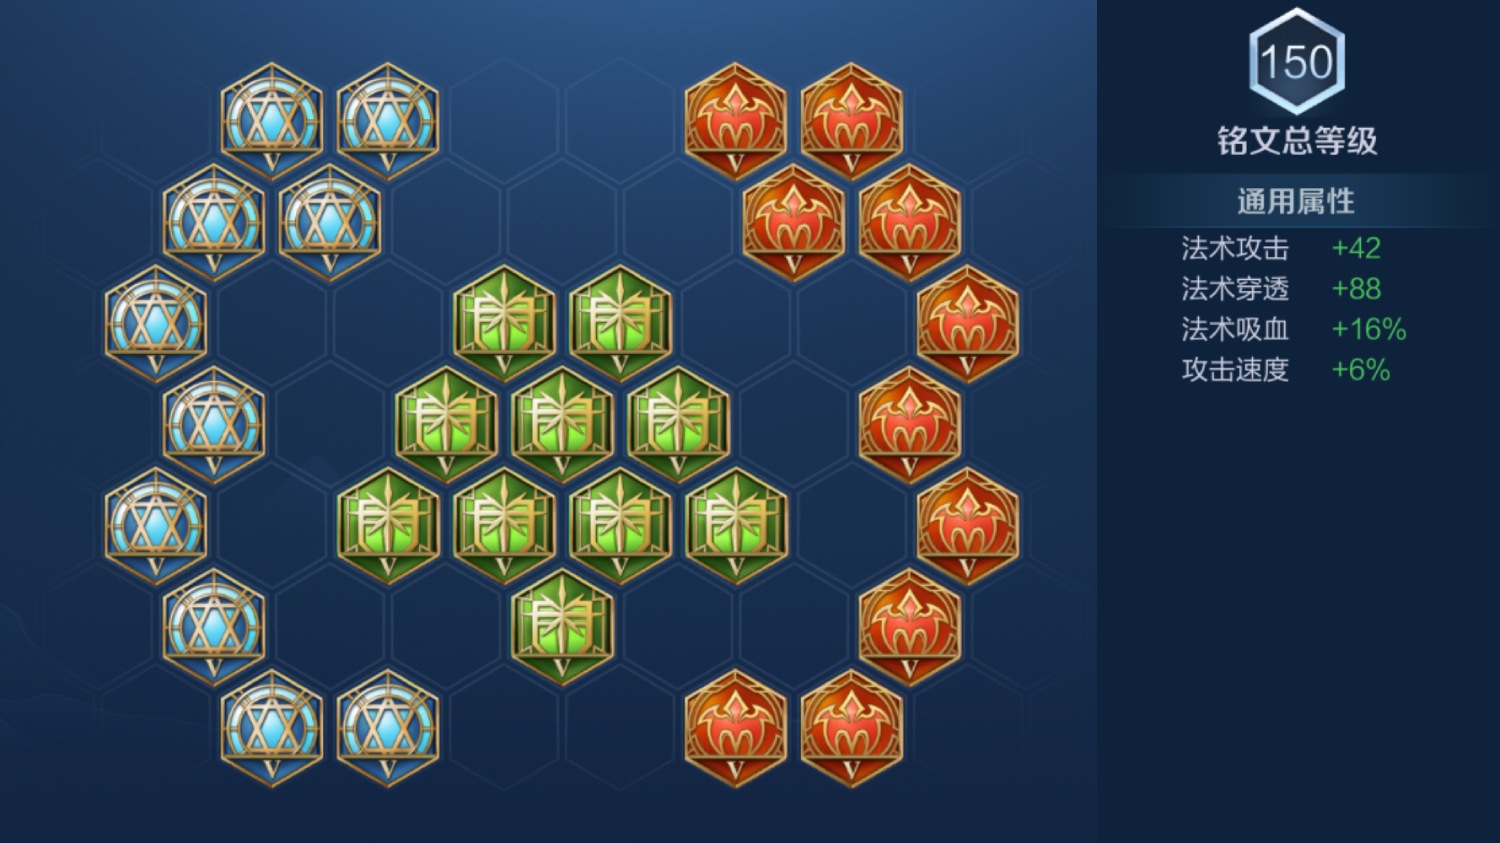 150
铭文总等级
通用属性
法术攻击 +42
法术穿透 +88
法术吸血 +16%
攻击速度 +6%
V V V V
V V V V
V V V V
V V V V V
V V V V V V
V V V
V V V V